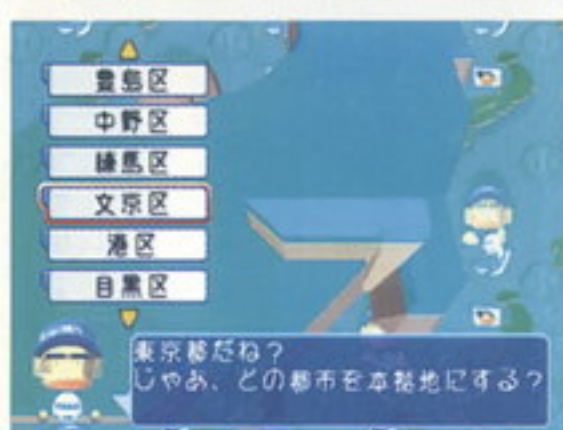 豊島区
中野区
練馬区
文京区
港区
目黒区
東京都だね?
じゃあ、どの都市を本拠地にする?